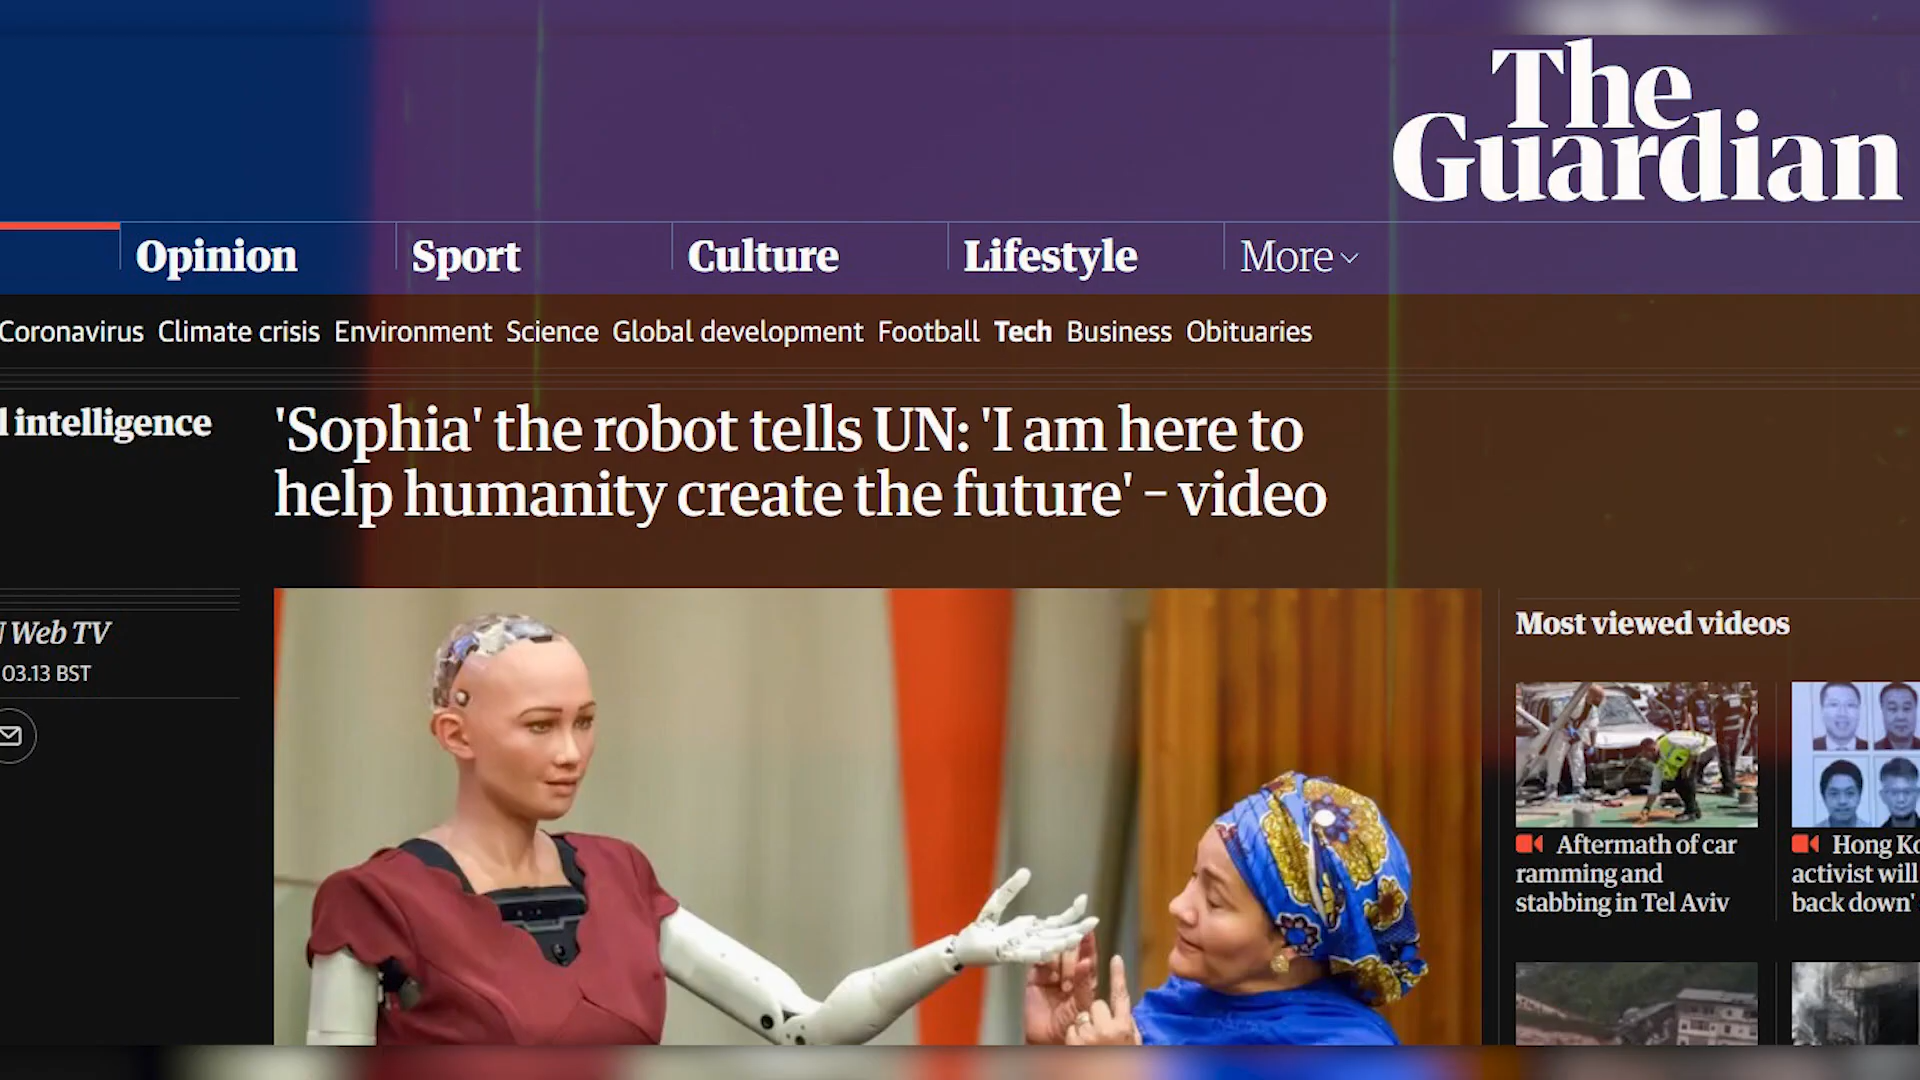 The
Guardian
Opinion
Sport
Culture
Lifestyle
More
Coronavirus Climate crisis Environment Science Global development Football Tech Business Obituaries
intelligence
'Sophia' the robot tells UN: 'I am here to
help humanity create the future' – video
Web TV
03.13 BST
Most viewed videos
Aftermath of car
ramming and
stabbing in Tel Aviv
Hong
activist will
back down'